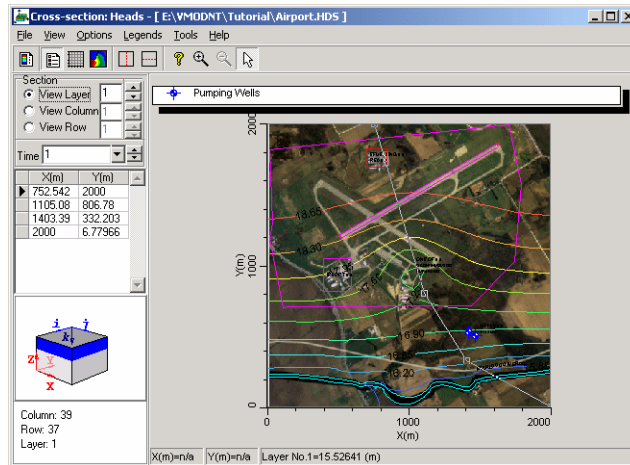 Cross-section: Heads - [ E:\VMODNT\Tutorial\Airport.HDS ]
File View Options Legends Tools Help
Section
View Layer 1
View Column 1
View Row 1
Time 1
X(m) Y(m)
752.542 2000
1105.08 806.78
1403.39 332.203
2000 6.77966
i j
k
Z
Y
X
Column: 39
Row: 37
Layer: 1
Pumping Wells
2000
Y(m)
1000
0
18.65
18.30
16.90
16.20
0 1000 2000
X(m)
X(m)=n/a Y(m)=n/a Layer No.1=15.52641 (m)